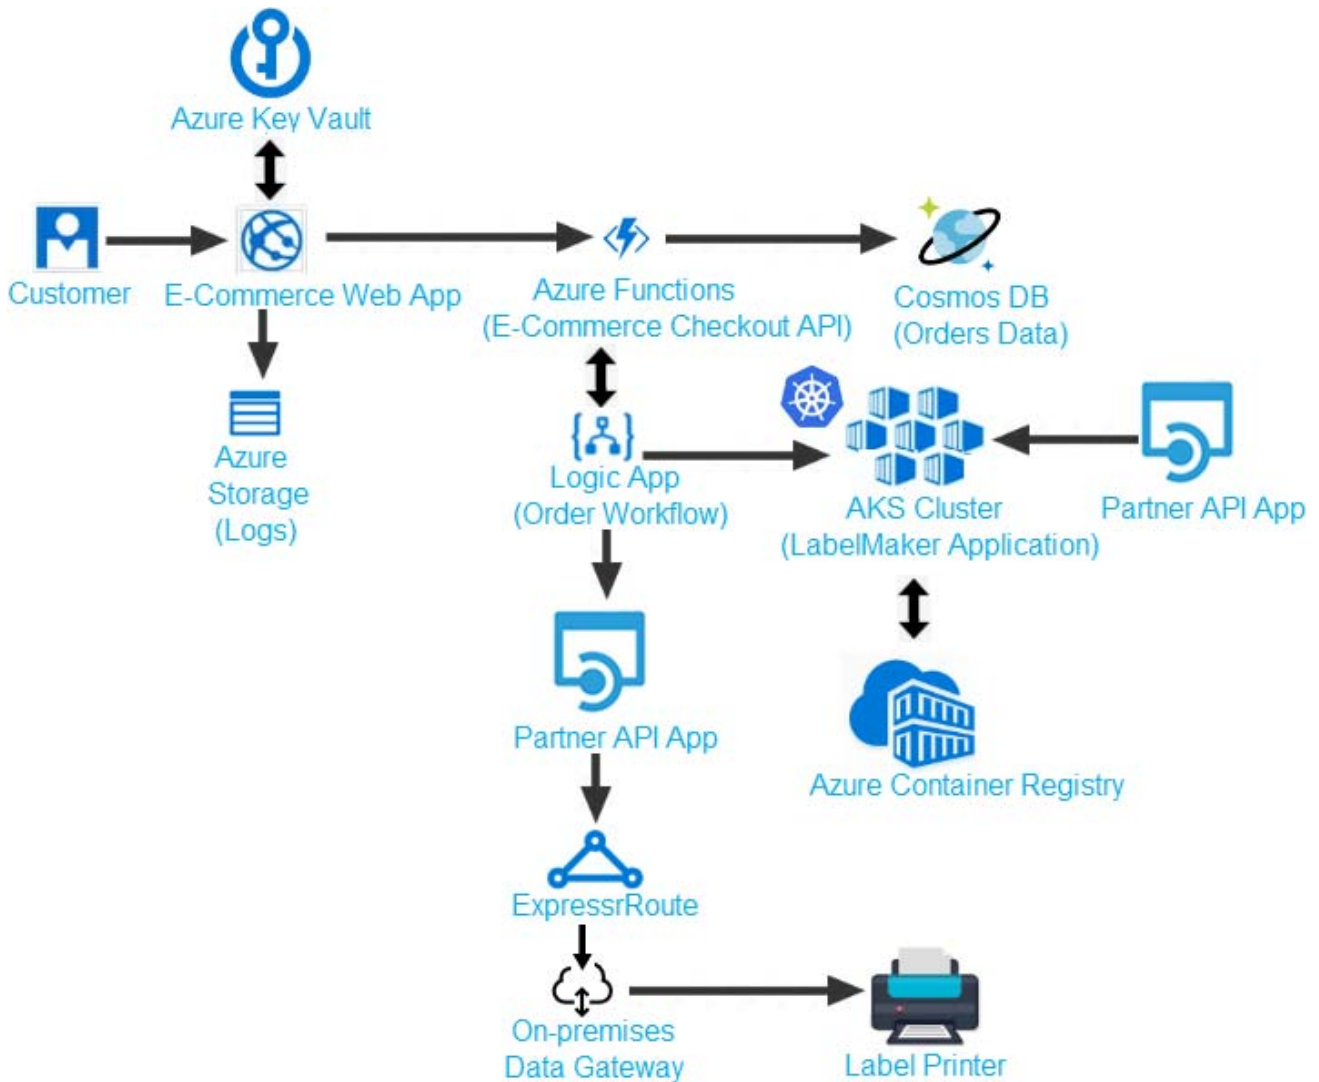 Azure Key Vault
Customer
E-Commerce Web App
Azure Functions
(E-Commerce Checkout API)
Cosmos DB
(Orders Data)
Azure
Storage
(Logs)
Logic App
(Order Workflow)
AKS Cluster
(LabelMaker Application)
Partner API App
Partner API App
Azure Container Registry
ExpressrRoute
On-premises
Data Gateway
Label Printer